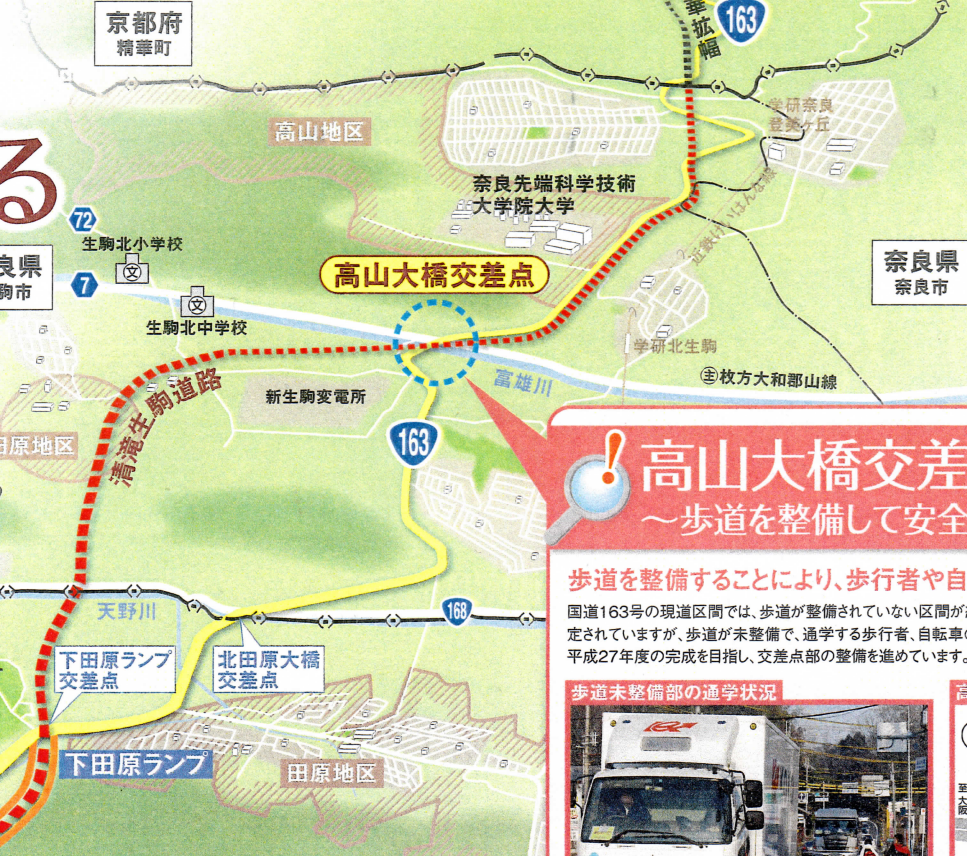 京都府
精華町
華拡幅
163
高山地区
学研奈良
登美ヶ丘
奈良先端科学技術
大学院大学
近鉄けいはんな線
る
72
生駒北小学校
文
良県
駒市
7
文
生駒北中学校
高山大橋交差点
奈良県
奈良市
学研北生駒
主枚方大和郡山線
富雄川
新生駒変電所
清滝生駒道路
田原地区
163
高山大橋交差
～歩道を整備して安全
歩道を整備することにより、歩行者や自
国道163号の現道区間では、歩道が整備されていない区間が
定されていますが、歩道が未整備で、通学する歩行者、自転車
平成27年度の完成を目指し、交差点部の整備を進めています。
天野川
168
下田原ランプ
交差点
北田原大橋
交差点
歩道未整備部の通学状況
下田原ランプ
田原地区
大阪